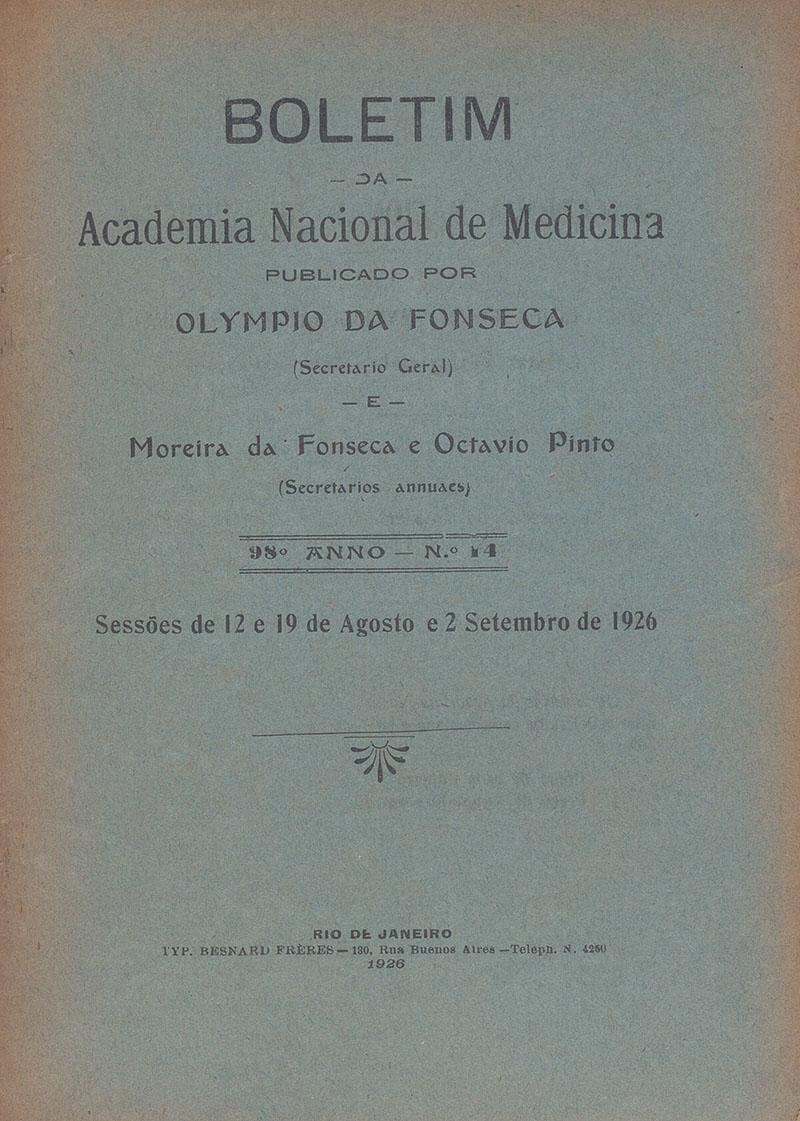 BOLETIM
— DA —
Academia Nacional de Medicina
PUBLICADO POR
OLYMPIO DA FONSECA
(Secretario Geral)
— E —
Moreira da Fonseca e Octavio Pinto
(Secretarios annuaes)
98º ANNO — N.º 14
Sessões de 12 e 19 de Agosto e 2 Setembro de 1926
RIO DE JANEIRO
TYP. BESNARD FRÈRES — 130, Rua Buenos Aires — Teleph. N. 4250
1926